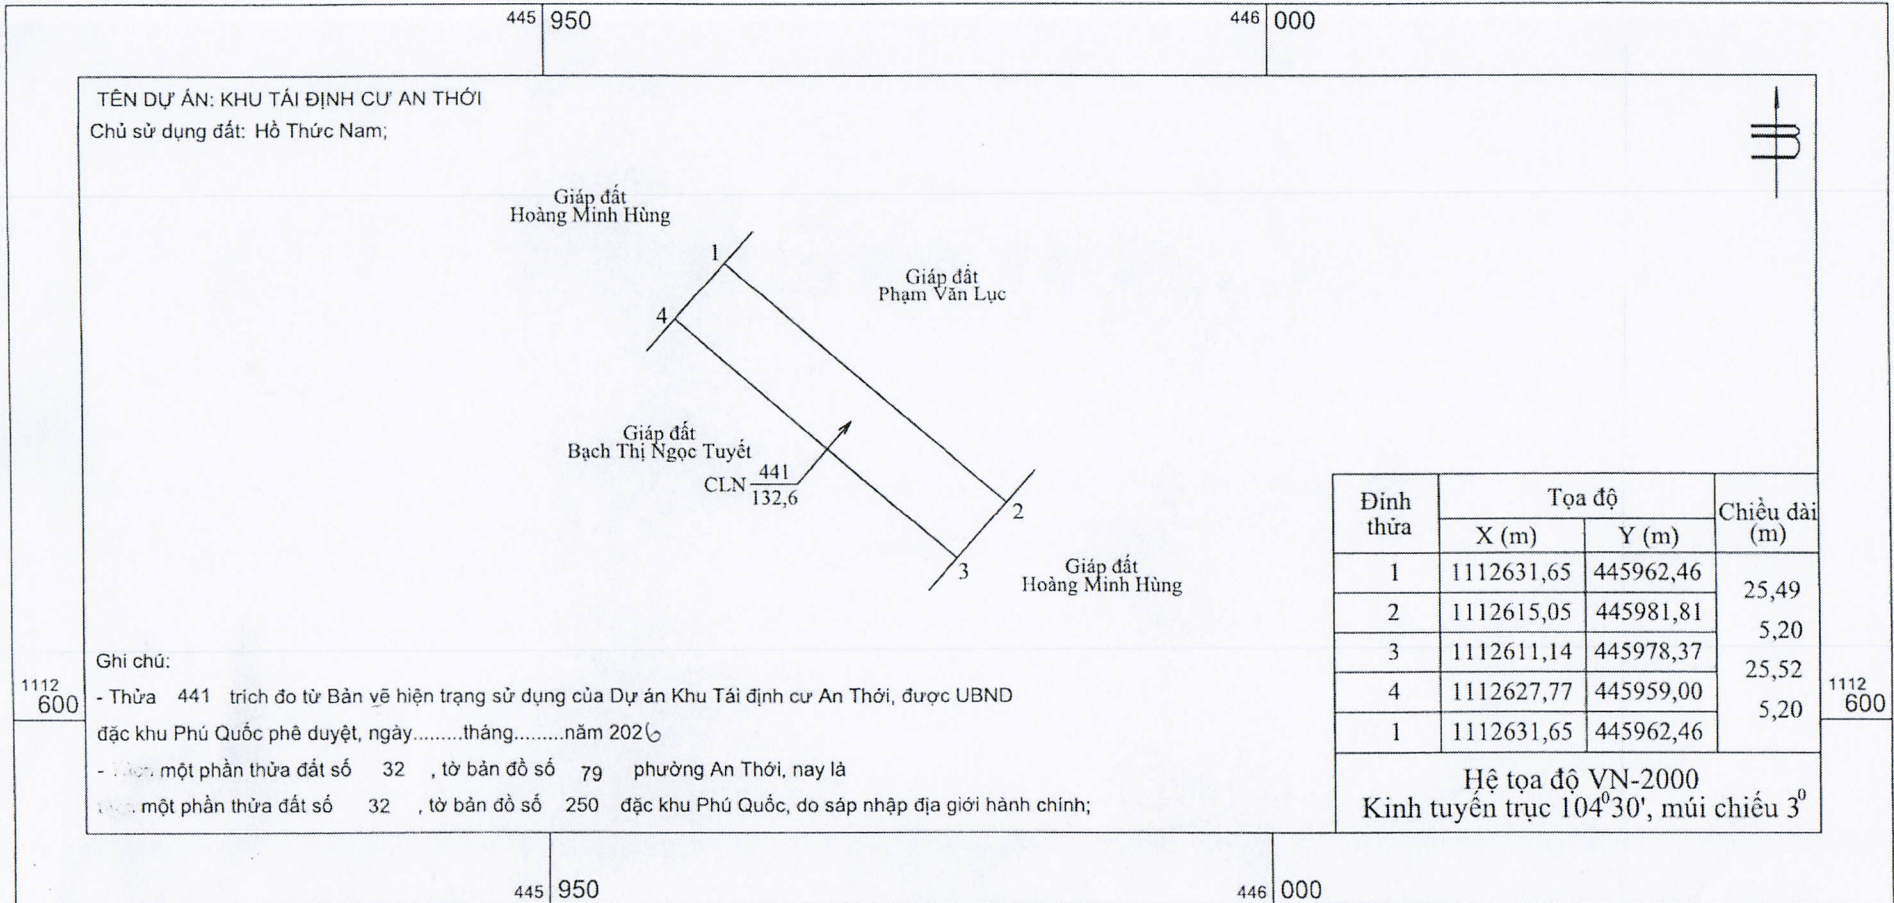 445 950
446 000
TÊN DỰ ÁN: KHU TÁI ĐỊNH CƯ AN THỚI
Chủ sử dụng đất: Hồ Thức Nam;
B
Giáp đất
Hoàng Minh Hùng
1
Giáp đất
Phạm Văn Lục
4
Giáp đất
Bạch Thị Ngọc Tuyết
CLN 441
132,6
2
3
Giáp đất
Hoàng Minh Hùng
Đỉnh thửa | Tọa độ | Chiều dài (m)
X (m) | Y (m)
1 | 1112631,65 | 445962,46
25,49
2 | 1112615,05 | 445981,81
5,20
3 | 1112611,14 | 445978,37
25,52
4 | 1112627,77 | 445959,00
5,20
1 | 1112631,65 | 445962,46
Hệ tọa độ VN-2000
Kinh tuyến trục 104⁰30', múi chiếu 3⁰
Ghi chú:
1112 600
- Thửa 441 trích đo từ Bản vẽ hiện trạng sử dụng của Dự án Khu Tái định cư An Thới, được UBND
1112 600
đặc khu Phú Quốc phê duyệt, ngày.........tháng.........năm 2026
- một phần thửa đất số 32 , tờ bản đồ số 79 phường An Thới, nay là
một phần thửa đất số 32 , tờ bản đồ số 250 đặc khu Phú Quốc, do sáp nhập địa giới hành chính;
445 950
446 000